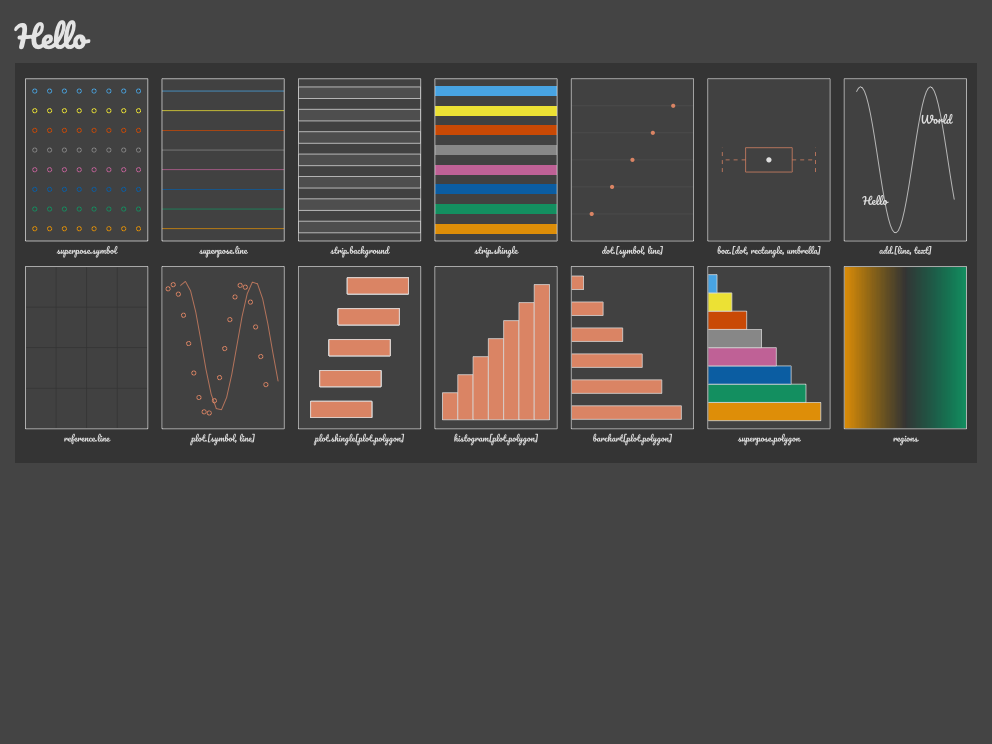 Hello
World
Hello
superpose.symbol
superpose.line
strip.background
strip.shingle
dot.[symbol, line]
box.[dot, rectangle, umbrella]
add.[line, text]
reference.line
plot.[symbol, line]
plot.shingle[plot.polygon]
histogram[plot.polygon]
barchart[plot.polygon]
superpose.polygon
regions